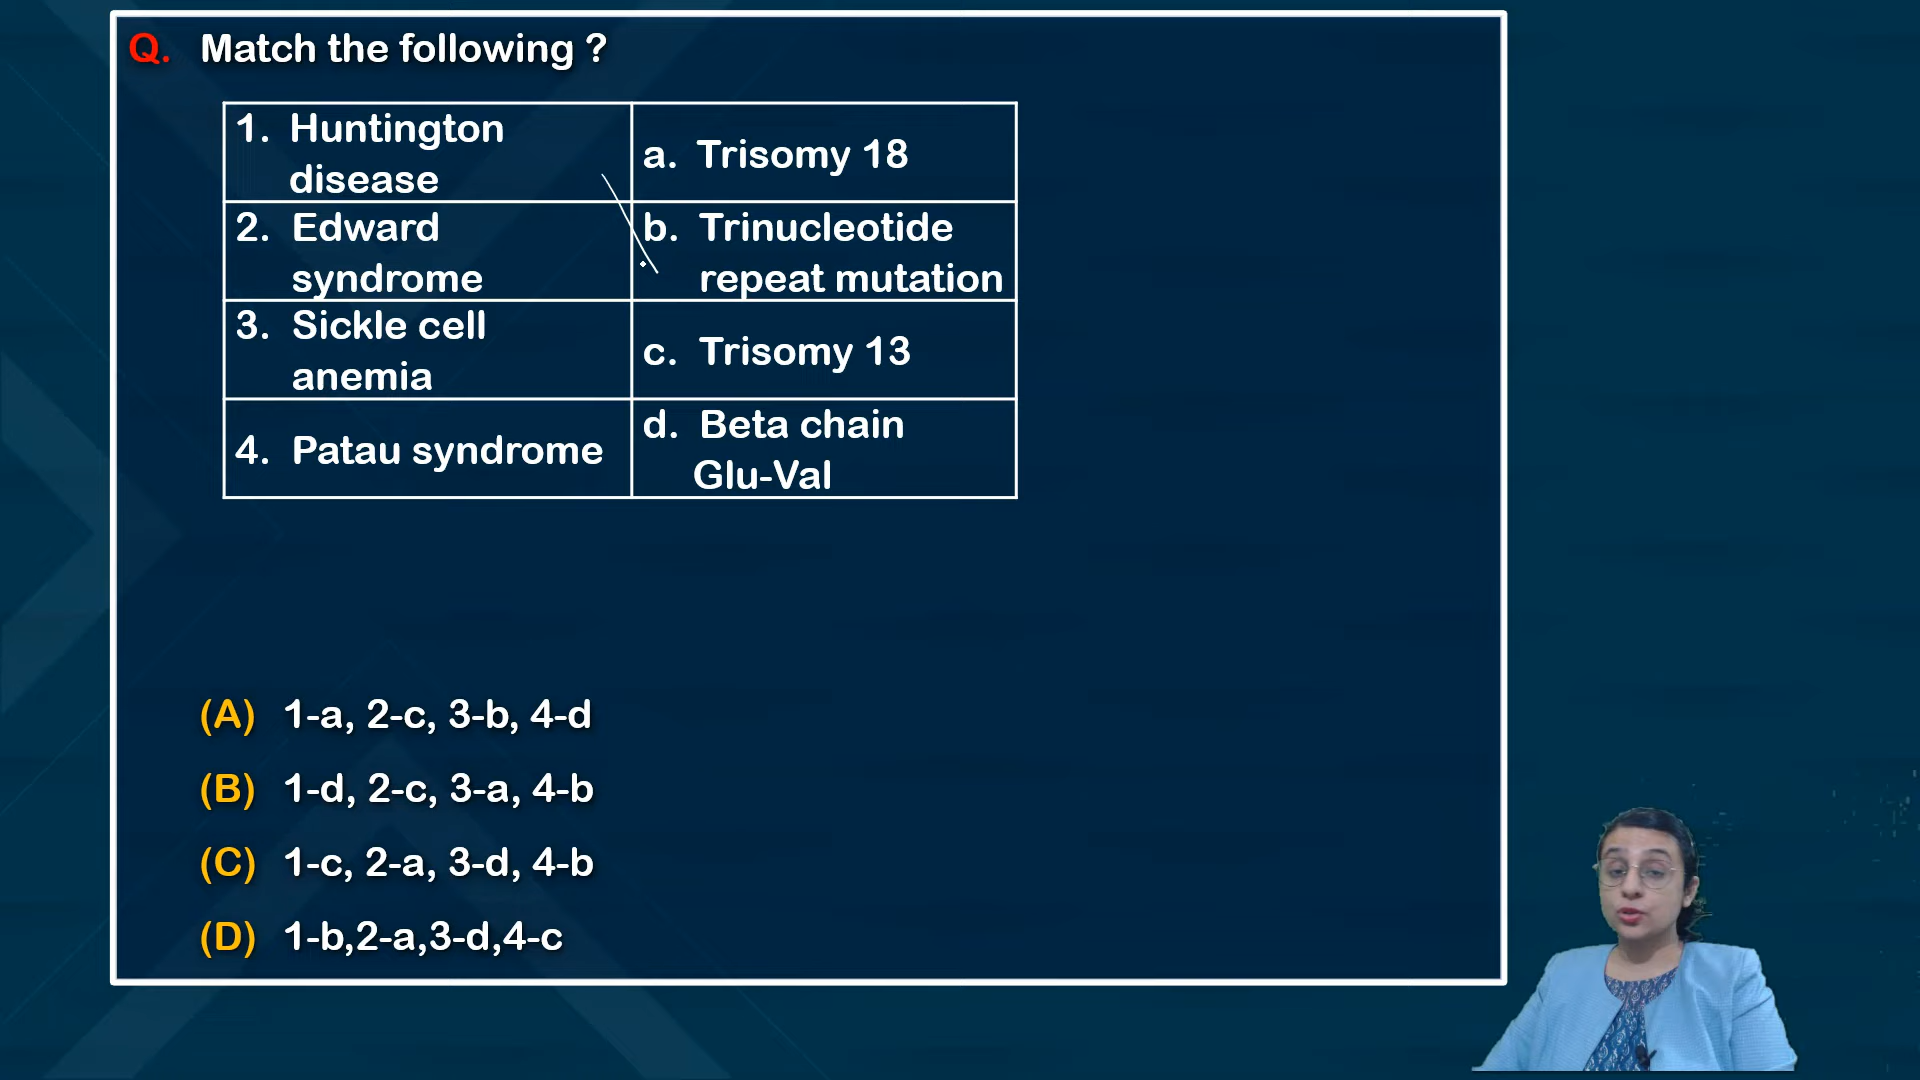 Q. Match the following ?
1. Huntington
disease
a. Trisomy 18
2. Edward
syndrome
b. Trinucleotide
repeat mutation
3. Sickle cell
anemia
c. Trisomy 13
4. Patau syndrome
d. Beta chain
Glu-Val
(A) 1-a, 2-c, 3-b, 4-d
(B) 1-d, 2-c, 3-a, 4-b
(C) 1-c, 2-a, 3-d, 4-b
(D) 1-b,2-a,3-d,4-c